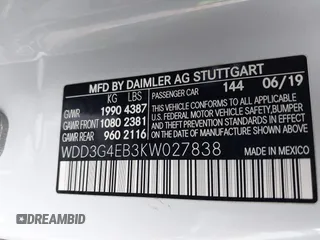 MFD BY DAIMLER AG STUTTGART
KG LBS PASSENGER CAR 144 06/19
GVWR 1990 4387
GAWR FRONT 1080 2381
GAWR REAR 960 2116
THIS VEHICLE CONFORMS TO ALL APPLICABLE
U.S. FEDERAL MOTOR VEHICLE SAFETY, BUMPER,
AND THEFT PREVENTION STANDARDS IN EFFECT
ON THE DATE OF MANUFACTURE SHOWN ABOVE.
WDD3G4EB3KW027838
MADE IN MEXICO
DREAMBID